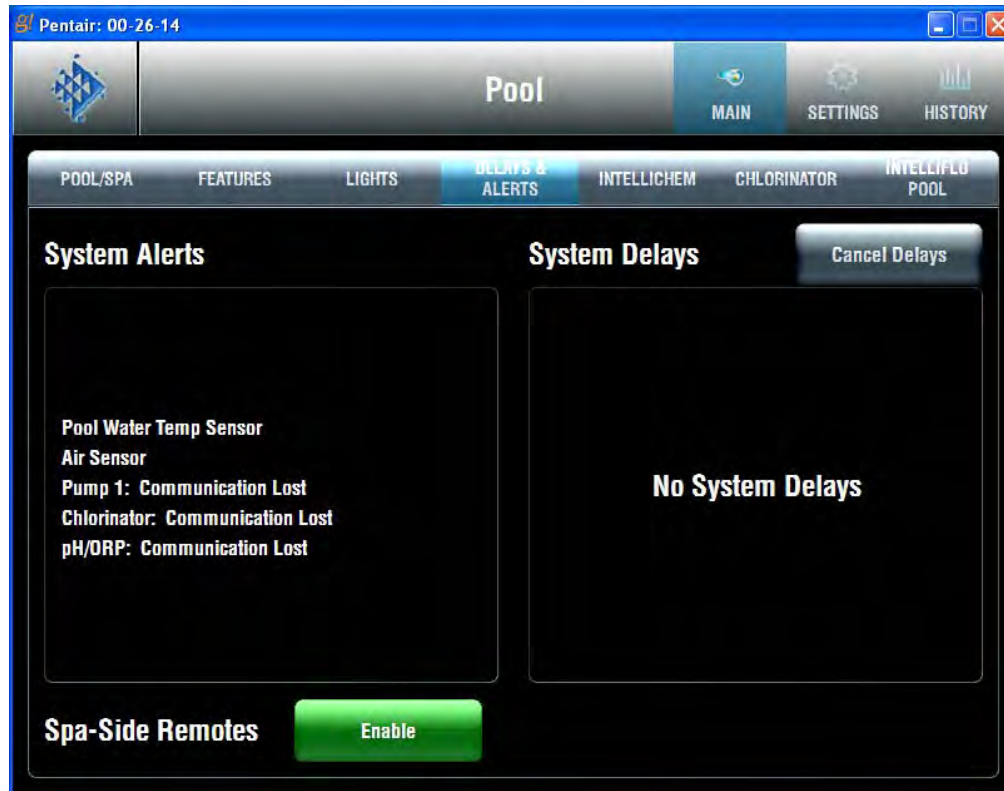 g! Pentair: 00-26-14
Pool
MAIN
SETTINGS
HISTORY
POOL/SPA
FEATURES
LIGHTS
DELAYS &
ALERTS
INTELLICHEM
CHLORINATOR
INTELLIFLO
POOL
System Alerts
System Delays
Cancel Delays
Pool Water Temp Sensor
Air Sensor
Pump 1: Communication Lost
Chlorinator: Communication Lost
pH/ORP: Communication Lost
No System Delays
Spa-Side Remotes
Enable